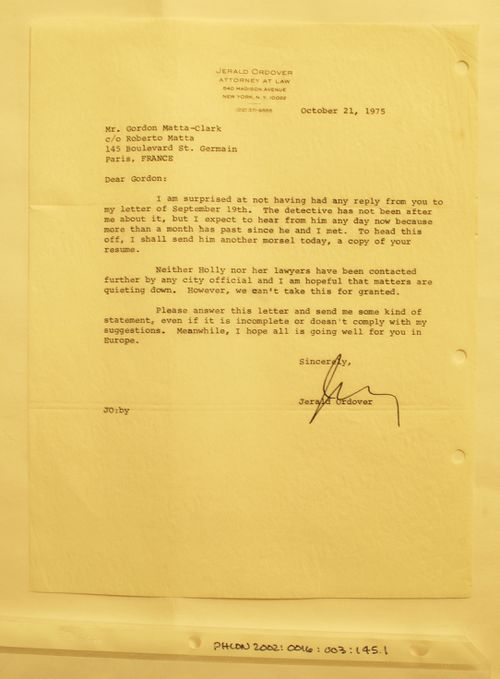 JERALD ORDOVER
ATTORNEY AT LAW
540 MADISON AVENUE
NEW YORK, N.Y. 10022
October 21, 1975
Mr. Gordon Matta-Clark
c/o Roberto Matta
145 Boulevard St. Germain
Paris, FRANCE
Dear Gordon:
I am surprised at not having had any reply from you to
my letter of September 19th. The detective has not been after
me about it, but I expect to hear from him any day now because
more than a month has past since he and I met. To head this
off, I shall send him another morsel today, a copy of your
resume.
Neither Holly nor her lawyers have been contacted
further by any city official and I am hopeful that matters are
quieting down. However, we can't take this for granted.
Please answer this letter and send me some kind of
statement, even if it is incomplete or doesn't comply with my
suggestions. Meanwhile, I hope all is going well for you in
Europe.
Sincerely,
Jerald Ordover
JO:by
PHCON 2002:0016:003:145.1